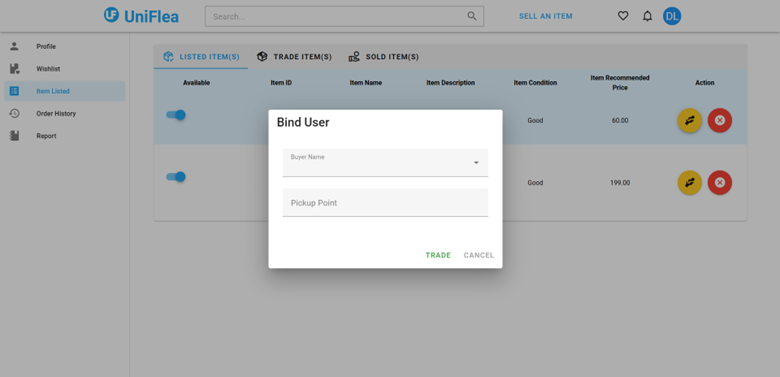 UF UniFlea
Search...
SELL AN ITEM
DL
Profile
Wishlist
Item Listed
Order History
Report
LISTED ITEM(S)
TRADE ITEM(S)
SOLD ITEM(S)
Available
Item ID
Item Name
Item Description
Item Condition
Item Recommended
Price
Action
Good
60.00
Good
199.00
Bind User
Buyer Name
Pickup Point
TRADE
CANCEL